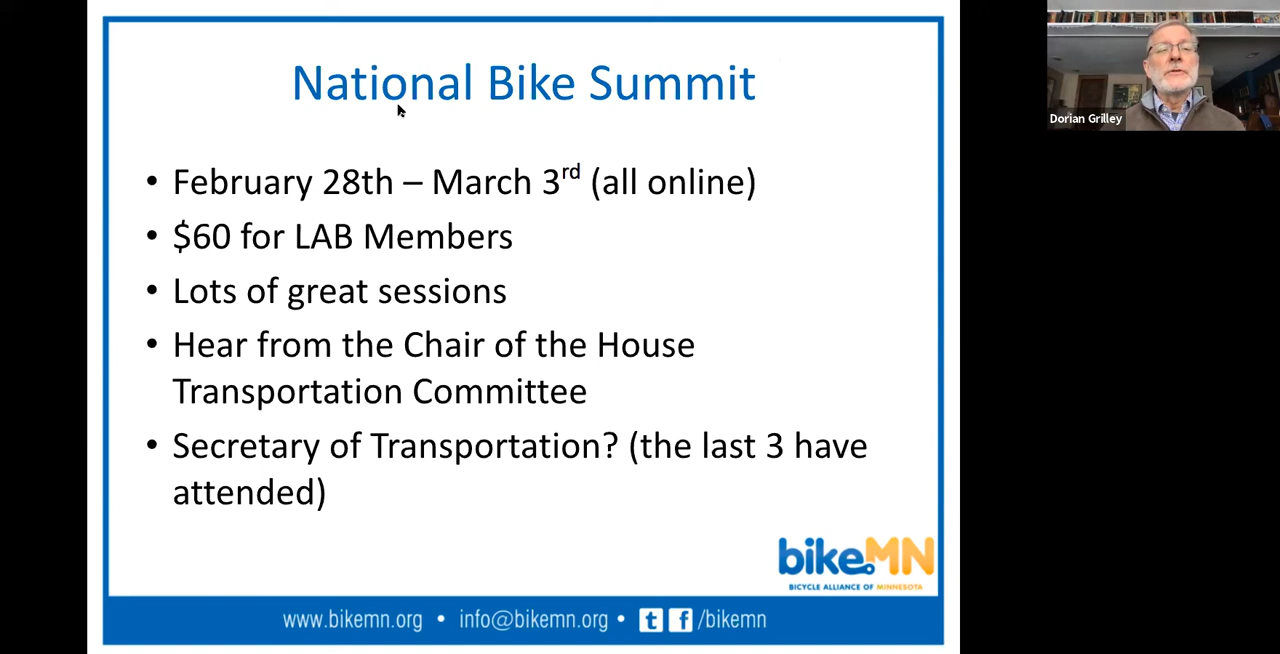 National Bike Summit
• February 28th – March 3rd (all online)
• $60 for LAB Members
• Lots of great sessions
• Hear from the Chair of the House
Transportation Committee
• Secretary of Transportation? (the last 3 have
attended)
bikeMN
BICYCLE ALLIANCE OF MINNESOTA
www.bikemn.org • info@bikemn.org • t f /bikemn
Dorian Grilley